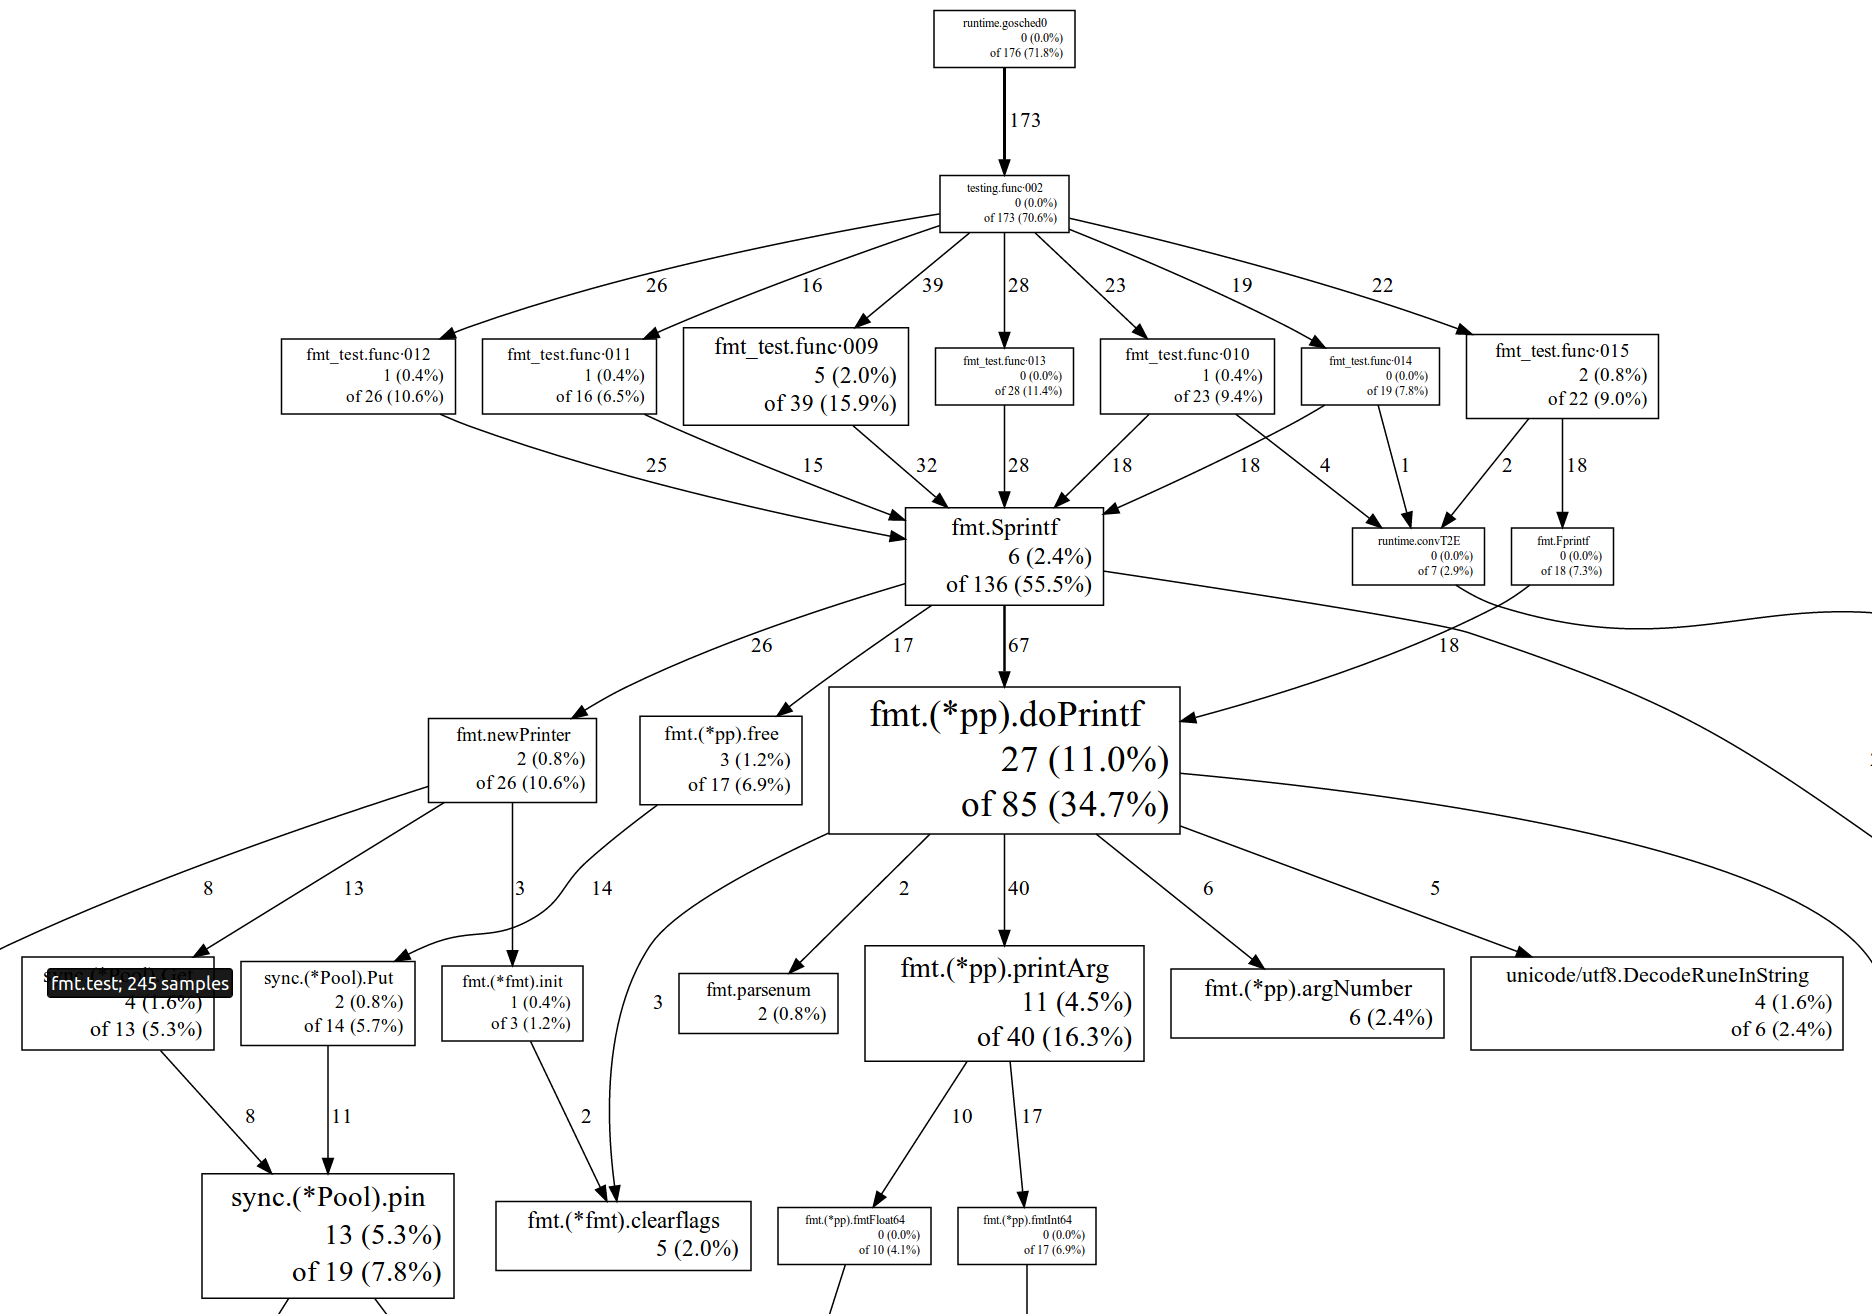 runtime.gosched0
0 (0.0%)
of 176 (71.8%)
173
testing.func·002
0 (0.0%)
of 173 (70.6%)
26
16
39
28
23
19
22
fmt_test.func·012
1 (0.4%)
of 26 (10.6%)
fmt_test.func·011
1 (0.4%)
of 16 (6.5%)
fmt_test.func·009
5 (2.0%)
of 39 (15.9%)
fmt_test.func·013
0 (0.0%)
of 28 (11.4%)
fmt_test.func·010
1 (0.4%)
of 23 (9.4%)
fmt_test.func·014
0 (0.0%)
of 19 (7.8%)
fmt_test.func·015
2 (0.8%)
of 22 (9.0%)
25
15
32
28
18
18
4
1
2
18
fmt.Sprintf
6 (2.4%)
of 136 (55.5%)
runtime.convT2E
0 (0.0%)
of 7 (2.9%)
fmt.Fprintf
0 (0.0%)
of 18 (7.3%)
26
17
67
18
fmt.newPrinter
2 (0.8%)
of 26 (10.6%)
fmt.(*pp).free
3 (1.2%)
of 17 (6.9%)
fmt.(*pp).doPrintf
27 (11.0%)
of 85 (34.7%)
8
13
3
14
2
40
6
5
fmt.test; 245 samples
4 (1.6%)
of 13 (5.3%)
sync.(*Pool).Put
2 (0.8%)
of 14 (5.7%)
fmt.(*fmt).init
1 (0.4%)
of 3 (1.2%)
3
fmt.parsenum
2 (0.8%)
fmt.(*pp).printArg
11 (4.5%)
of 40 (16.3%)
fmt.(*pp).argNumber
6 (2.4%)
unicode/utf8.DecodeRuneInString
4 (1.6%)
of 6 (2.4%)
8
11
2
10
17
sync.(*Pool).pin
13 (5.3%)
of 19 (7.8%)
fmt.(*fmt).clearflags
5 (2.0%)
fmt.(*pp).fmtFloat64
0 (0.0%)
of 10 (4.1%)
fmt.(*pp).fmtInt64
0 (0.0%)
of 17 (6.9%)